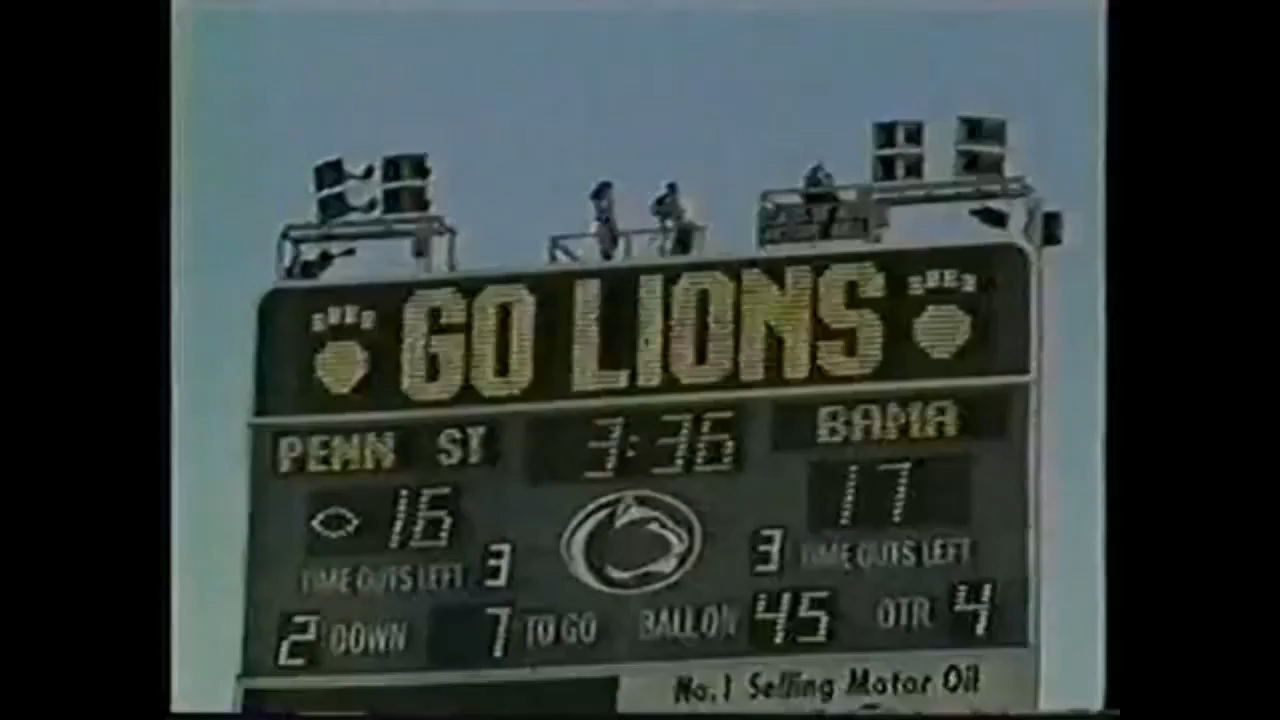 GO LIONS
PENN ST 3:36 BAMA
16 17
TIME OUTS LEFT 3 3 TIME OUTS LEFT
2 DOWN 7 TO GO BALL ON 45 QTR 4
No.1 Selling Motor Oil